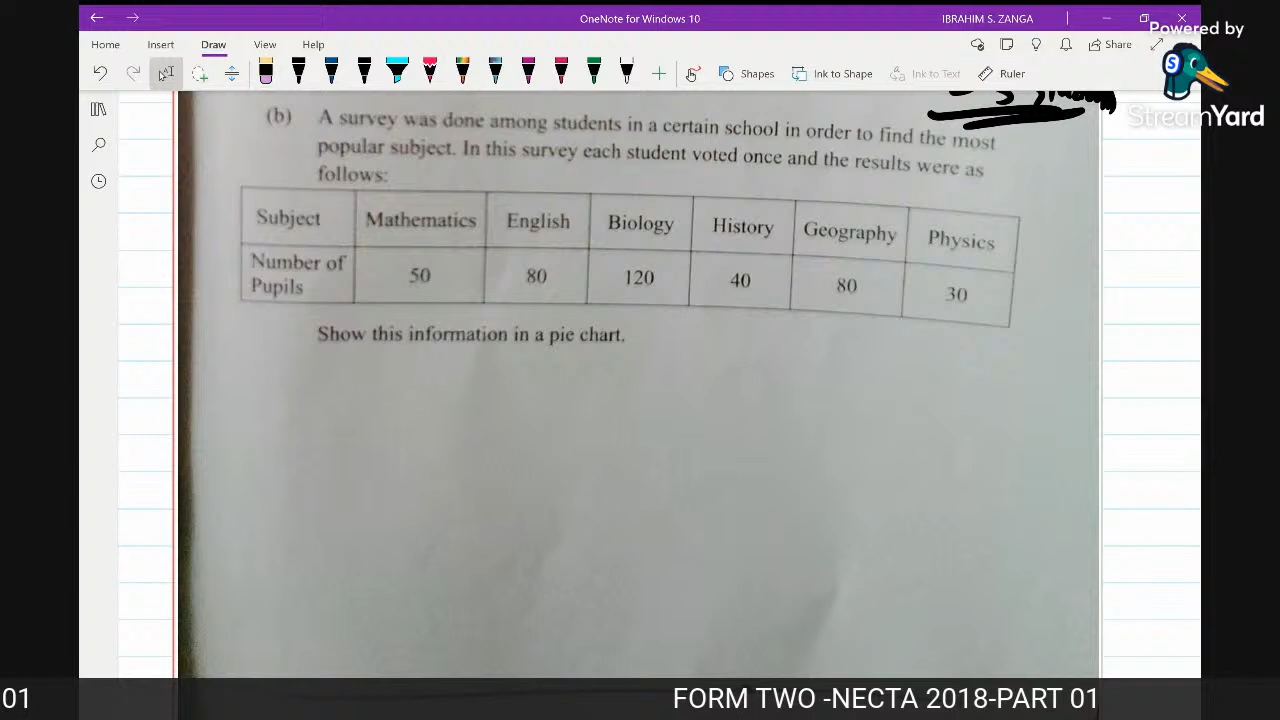 OneNote for Windows 10
IBRAHIM S. ZANGA
Powered by
StreamYard
Home Insert Draw View Help
Share
Shapes Ink to Shape Ink to Text Ruler
(b) A survey was done among students in a certain school in order to find the most
popular subject. In this survey each student voted once and the results were as
follows:
Subject Mathematics English Biology History Geography Physics
Number of Pupils 50 80 120 40 80 30
Show this information in a pie chart.
01
FORM TWO -NECTA 2018-PART 01